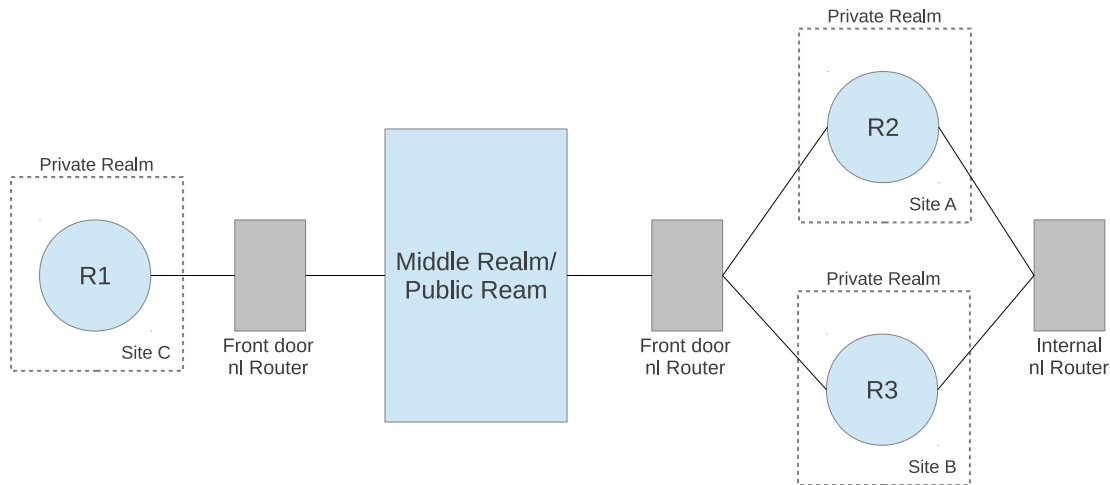 Private Realm
R1
Site C
Front door
nl Router
Middle Realm/
Public Ream
Front door
nl Router
Private Realm
R2
Site A
Private Realm
R3
Site B
Internal
nl Router